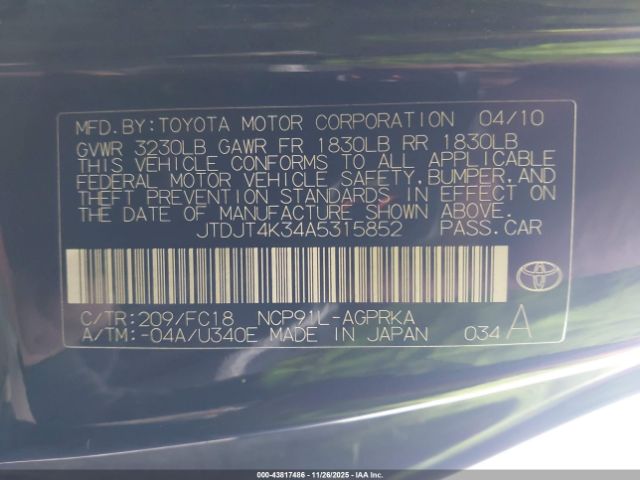 MFD. BY: TOYOTA MOTOR CORPORATION 04/10
GVWR 3230LB GAWR FR 1830LB RR 1830LB
THIS VEHICLE CONFORMS TO ALL APPLICABLE
FEDERAL MOTOR VEHICLE SAFETY, BUMPER, AND
THEFT PREVENTION STANDARDS IN EFFECT ON
THE DATE OF MANUFACTURE SHOWN ABOVE.
JTDJT4K34A5315852 PASS.CAR
C/TR: 209/FC18 NCP91L-AGPRKA
A/TM: -04A/U340E MADE IN JAPAN 034 A
000-43817486 - 11/26/2025 - IAAI.com